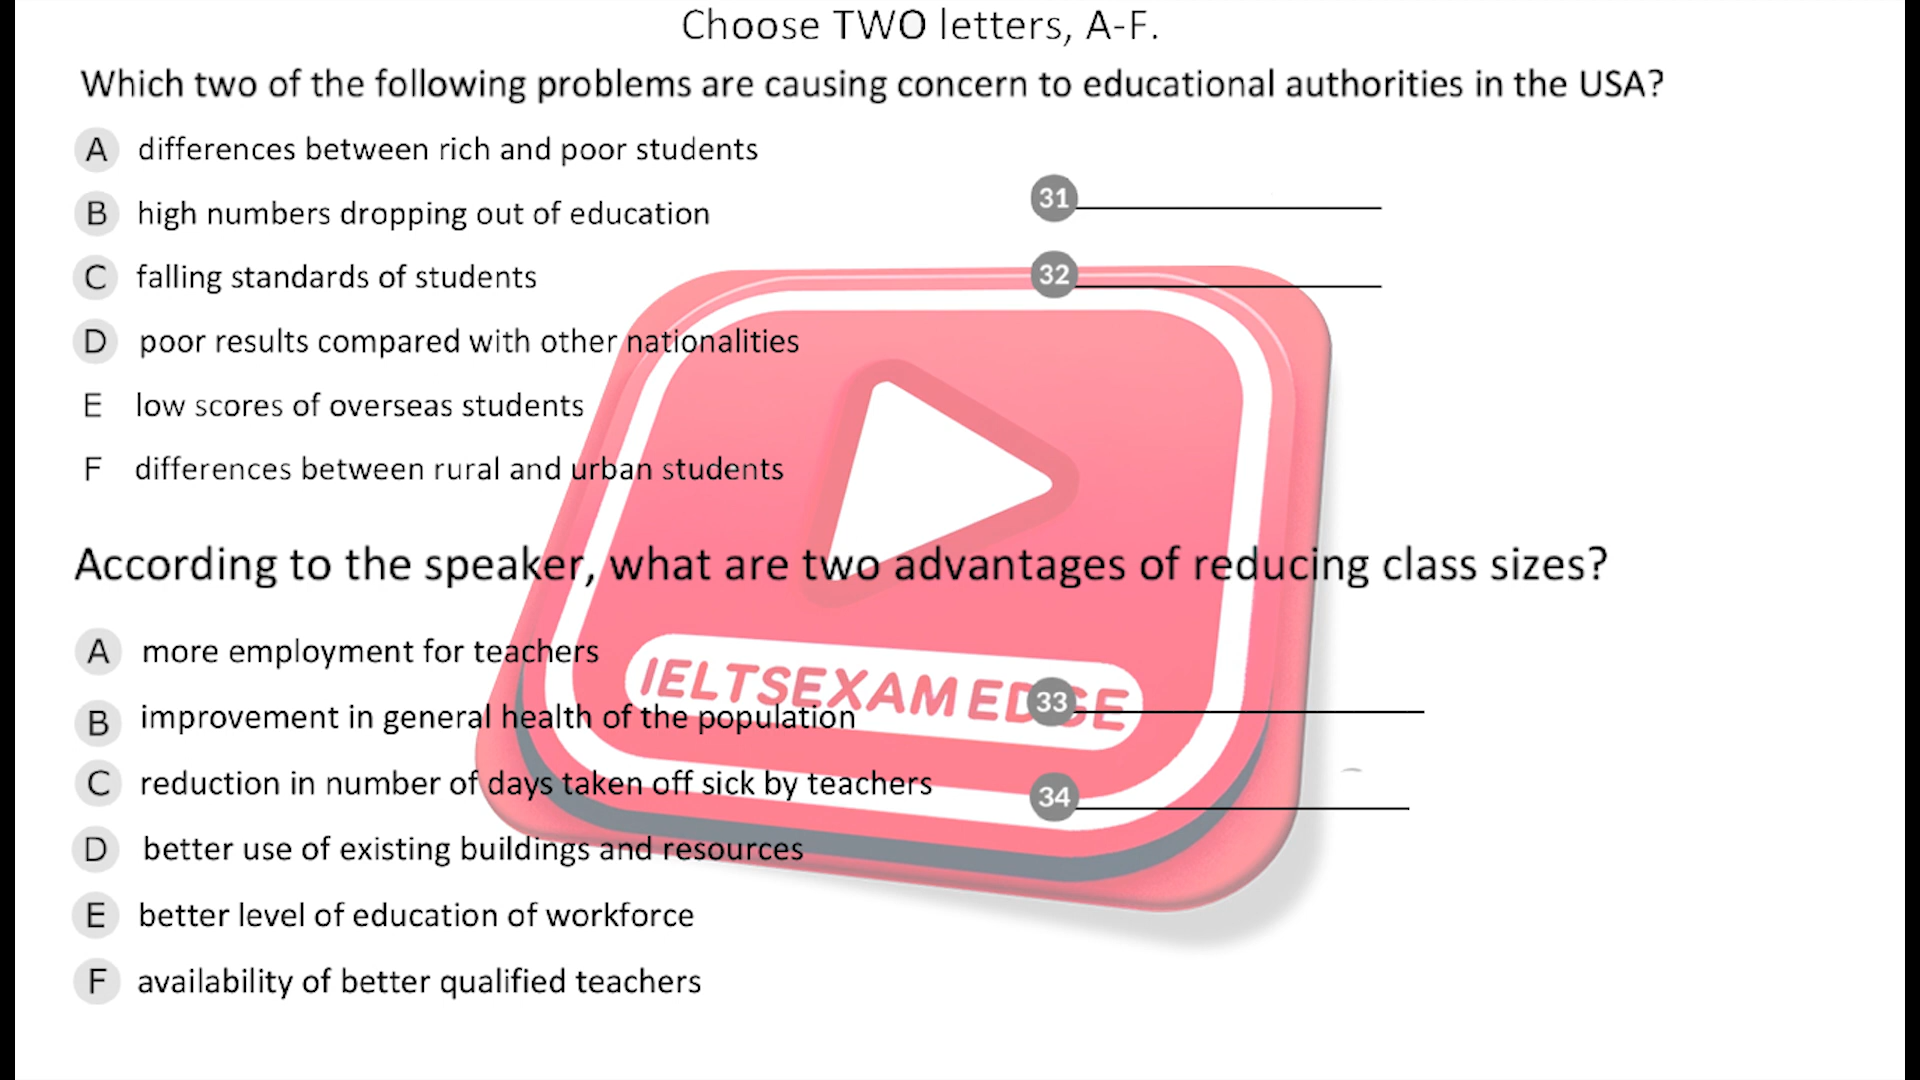 Choose TWO letters, A-F.
Which two of the following problems are causing concern to educational authorities in the USA?
A differences between rich and poor students
B high numbers dropping out of education
31
C falling standards of students
32
D poor results compared with other nationalities
E low scores of overseas students
F differences between rural and urban students
According to the speaker, what are two advantages of reducing class sizes?
A more employment for teachers
IELTSEXAM EDGE
33
B improvement in general health of the population
C reduction in number of days taken off sick by teachers
34
D better use of existing buildings and resources
E better level of education of workforce
F availability of better qualified teachers